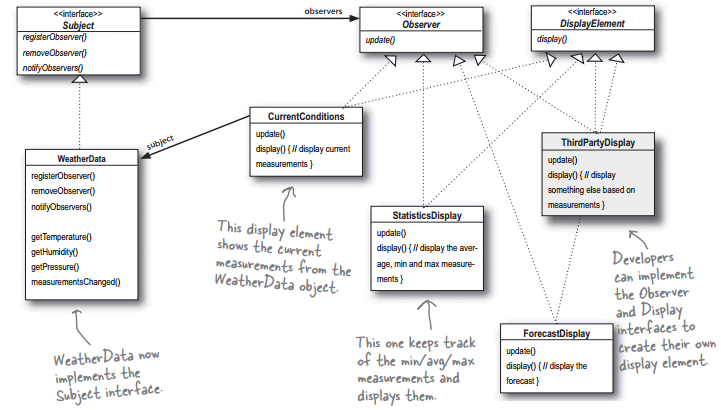 <<interface>>
Subject
registerObserver()
removeObserver()
notifyObservers()
observers
<<interface>>
Observer
update()
<<interface>>
DisplayElement
display()
subject
WeatherData
registerObserver()
removeObserver()
notifyObservers()
getTemperature()
getHumidity()
getPressure()
measurementsChanged()
WeatherData now
implements the
Subject interface.
CurrentConditions
update()
display() { // display current
measurements }
This display element
shows the current
measurements from the
WeatherData object.
StatisticsDisplay
update()
display() { // display the aver-
age, min and max measure-
ments }
This one keeps track
of the min/avg/max
measurements and
displays them.
ThirdPartyDisplay
update()
display() { // display
something else based on
measurements }
Developers
can implement
the Observer
and Display
interfaces to
create their own
display element.
ForecastDisplay
update()
display() { // display the
forecast }